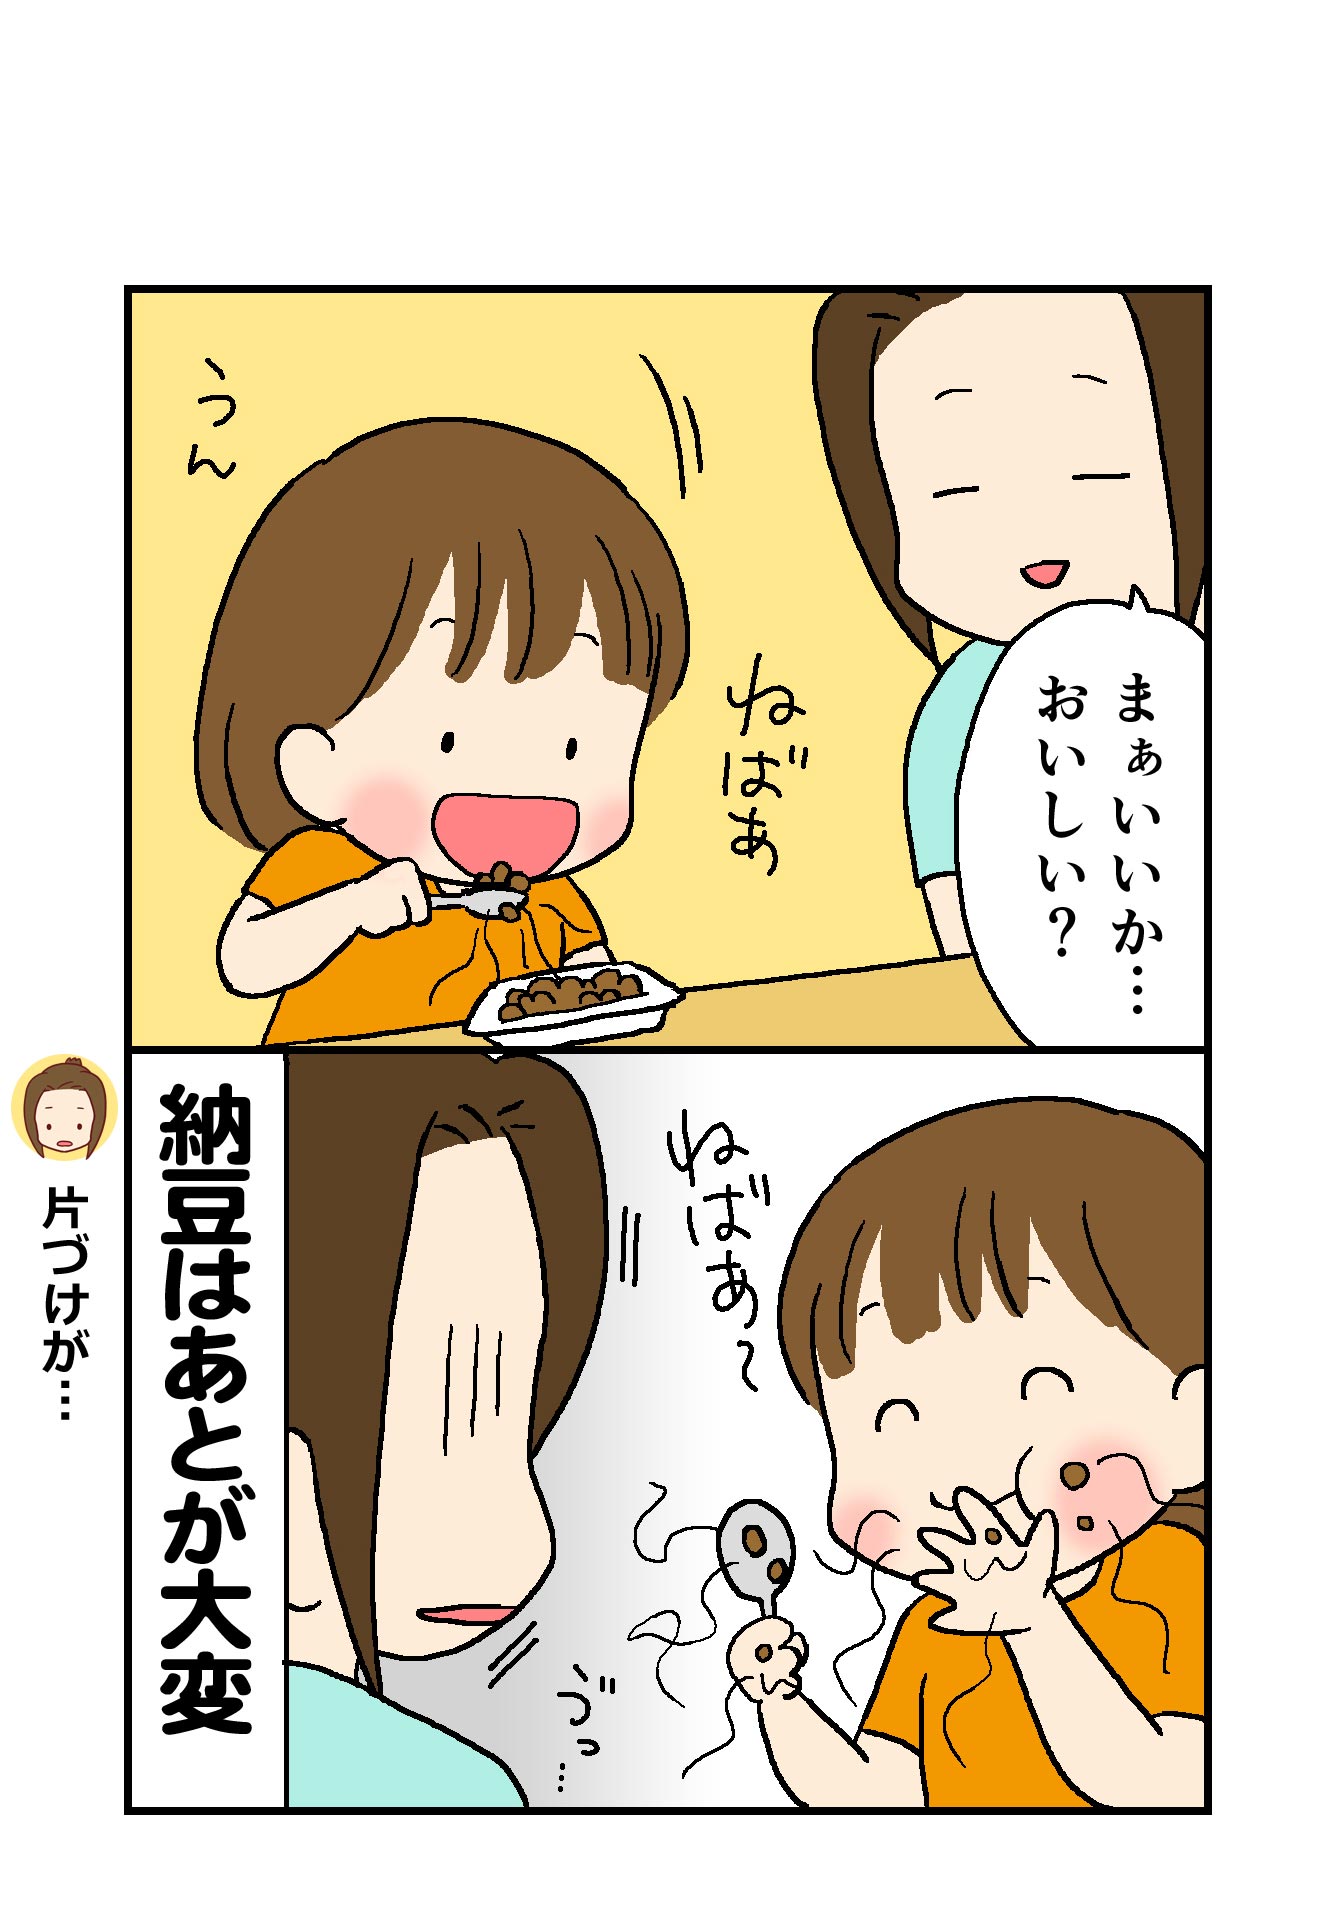 まぁいいか…
おいしい？
ねばぁ
うん
ねばぁ～
ゔっ…
納豆はあとが大変
片づけが…